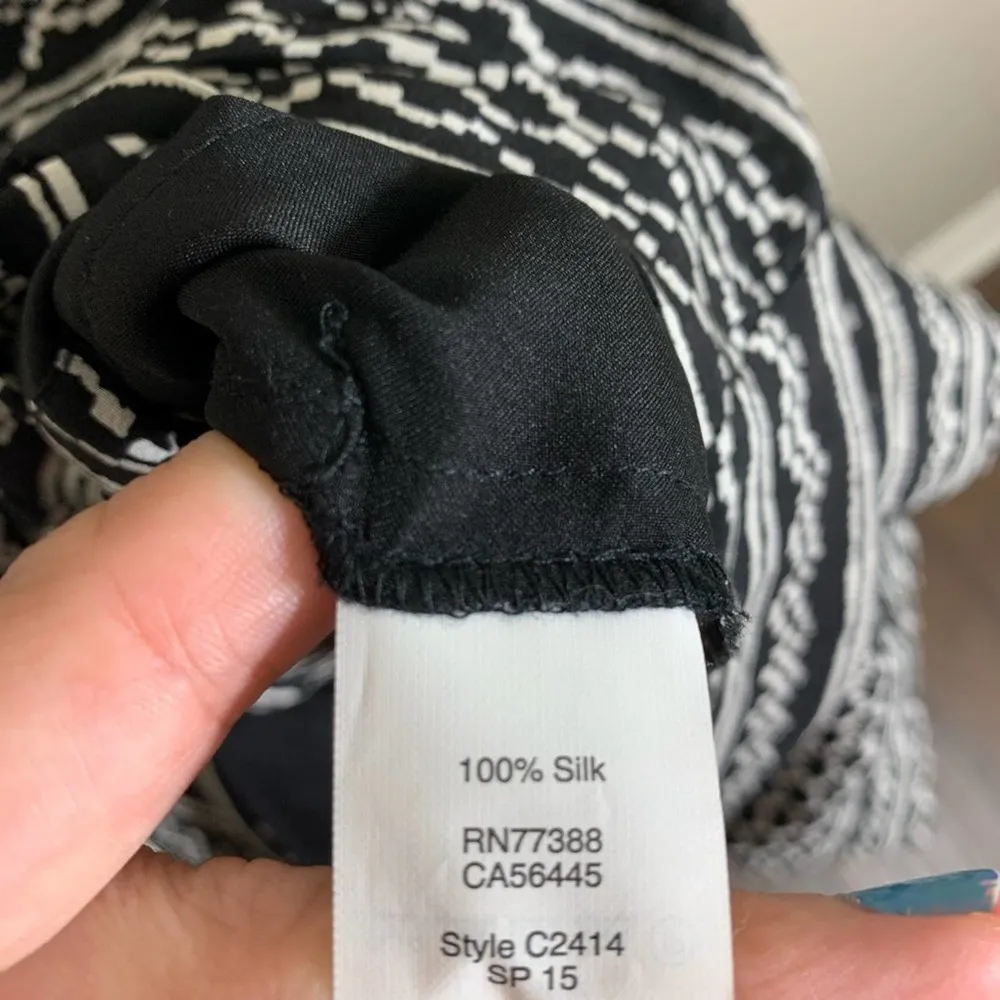 100% Silk
RN77388
CA56445
Style C2414
SP 15